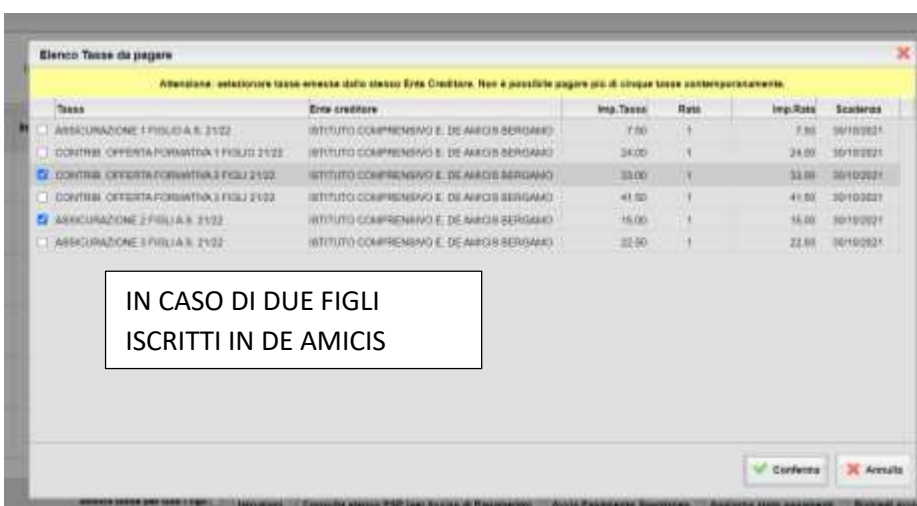 Elenco Tasse da pagare
Attenzione: selezionare tasse emesse dallo stesso Ente Creditore. Non è possibile pagare più di cinque tasse contemporaneamente.
Tassa Ente creditore Imp.Tassa Rata Imp.Rata Scadenza
ASSICURAZIONE 1 FIGLIO A.S. 21/22 ISTITUTO COMPRENSIVO E. DE AMICIS BERGAMO 7.50 1 7.50 30/10/2021
CONTRIB. OFFERTA FORMATIVA 1 FIGLIO 21/22 ISTITUTO COMPRENSIVO E. DE AMICIS BERGAMO 24.00 1 24.00 30/10/2021
CONTRIB. OFFERTA FORMATIVA 2 FIGLI 21/22 ISTITUTO COMPRENSIVO E. DE AMICIS BERGAMO 33.00 1 33.00 30/10/2021
CONTRIB. OFFERTA FORMATIVA 3 FIGLI 21/22 ISTITUTO COMPRENSIVO E. DE AMICIS BERGAMO 41.50 1 41.50 30/10/2021
ASSICURAZIONE 2 FIGLI A.S. 21/22 ISTITUTO COMPRENSIVO E. DE AMICIS BERGAMO 15.00 1 15.00 30/10/2021
ASSICURAZIONE 3 FIGLI A.S. 21/22 ISTITUTO COMPRENSIVO E. DE AMICIS BERGAMO 22.50 1 22.50 30/10/2021
IN CASO DI DUE FIGLI
ISCRITTI IN DE AMICIS
Conferma Annulla